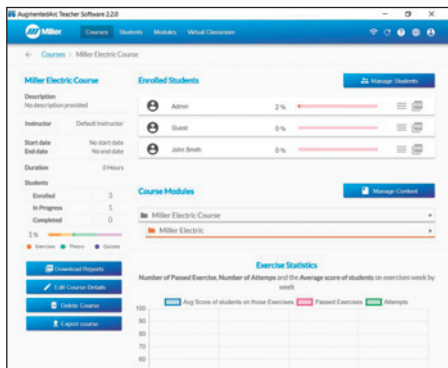 AugmentedArc Teacher Software 2.2.0
Miller Courses Students Modules Virtual Classroom
Courses > Miller Electric Course
Miller Electric Course
Description
No description provided
Instructor Default Instructor
Start date No start date
End date No end date
Duration 0 Hours
Students
Enrolled 3
In Progress 1
Completed 0
1 %
Exercises Theory Quizzes
Download Reports
Edit Course Details
Delete Course
Export course
Enrolled Students
Manage Students
Admin 2 %
Guest 0 %
John Smith 0 %
Course Modules
Manage Content
Miller Electric Course
Miller Electric
Exercise Statistics
Number of Passed Exercise, Number of Attempts and the Average score of students on exercises week by
week
Avg Score of students on those Exercises Passed Exercises Attempts
100
90
80
70
60